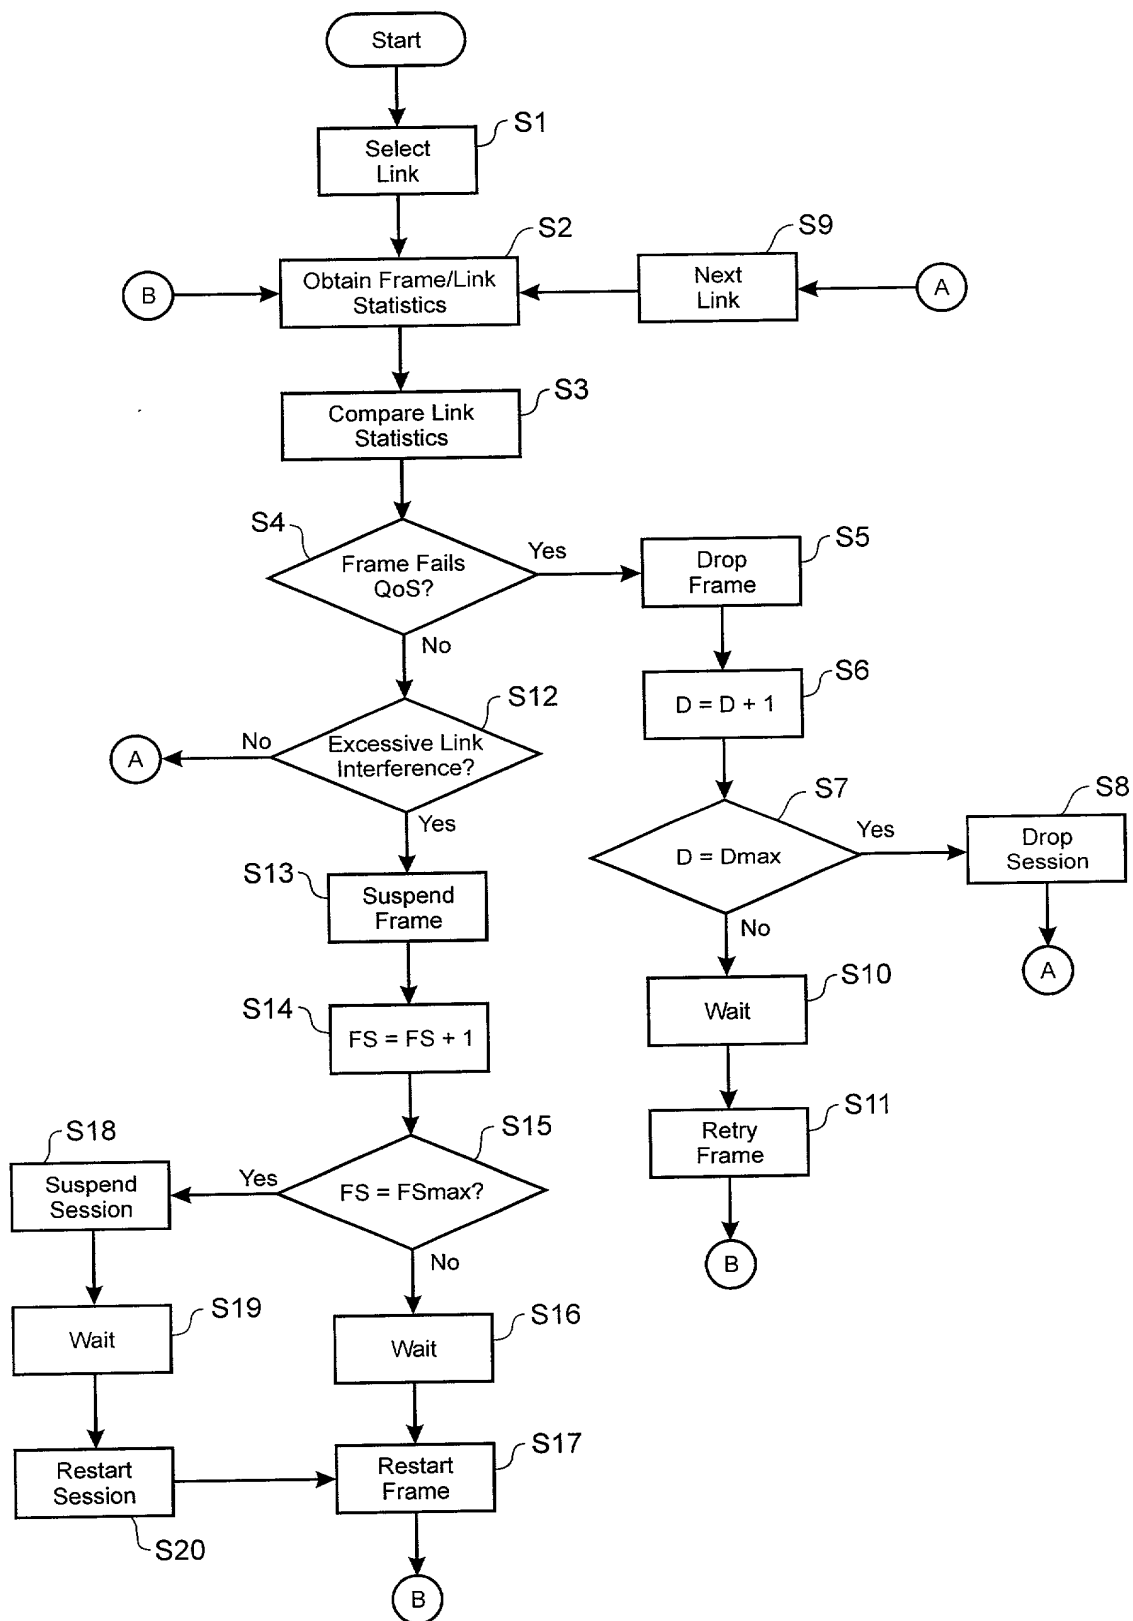 Start
S1
Select
Link
S2
S9
B
Obtain Frame/Link
Statistics
Next
Link
A
S3
Compare Link
Statistics
S4
Frame Fails
QoS?
Yes
S5
Drop
Frame
No
S6
D = D + 1
S12
A
No
Excessive Link
Interference?
Yes
S7
D = Dmax
Yes
S8
Drop
Session
A
No
S13
Suspend
Frame
S10
Wait
S14
FS = FS + 1
S11
Retry
Frame
B
S15
FS = FSmax?
Yes
S18
Suspend
Session
No
S19
Wait
S16
Wait
S17
Restart
Frame
Restart
Session
S20
B